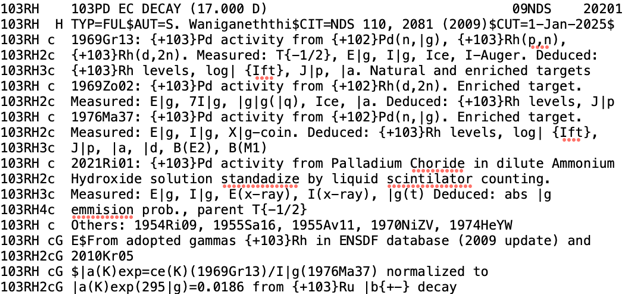 103RH    103PD EC DECAY (17.000 D)                              09NDS    20201
103RH  H TYP=FUL$AUT=S. Waniganeththi$CIT=NDS 110, 2081 (2009)$CUT=1-Jan-2025$
103RH c  1969Gr13: {+103}Pd activity from {+102}Pd(n,|g), {+103}Rh(p,n),
103RH2c  {+103}Rh(d,2n). Measured: T{-1/2}, E|g, I|g, Ice, I-Auger. Deduced:
103RH3c  {+103}Rh levels, log| {Ift}, J|p, |a. Natural and enriched targets
103RH c  1969Zo02: {+103}Pd activity from {+102}Rh(d,2n). Enriched target.
103RH2c  Measured: E|g, 7I|g, |g|g(|q), Ice, |a. Deduced: {+103}Rh levels, J|p
103RH c  1976Ma37: {+103}Pd activity from {+102}Pd(n,|g). Enriched target.
103RH2c  Measured: E|g, I|g, X|g-coin. Deduced: {+103}Rh levels, log| {Ift},
103RH3c  J|p, |a, |d, B(E2), B(M1)
103RH c  2021Ri01: {+103}Pd activity from Palladium Choride in dilute Ammonium
103RH2c  Hydroxide solution standadize by liquid scintilator counting.
103RH3c  Measured: E|g, I|g, E(x-ray), I(x-ray), |g(t) Deduced: abs |g
103RH4c  emmision prob., parent T{-1/2}
103RH c  Others: 1954Ri09, 1955Sa16, 1955Av11, 1970NiZV, 1974HeYW
103RH cG E$From adopted gammas {+103}Rh in ENSDF database (2009 update) and
103RH2cG 2010Kr05
103RH cG $|a(K)exp=ce(K)(1969Gr13)/I|g(1976Ma37) normalized to
103RH2cG |a(K)exp(295|g)=0.0186 from {+103}Ru |b{+-} decay